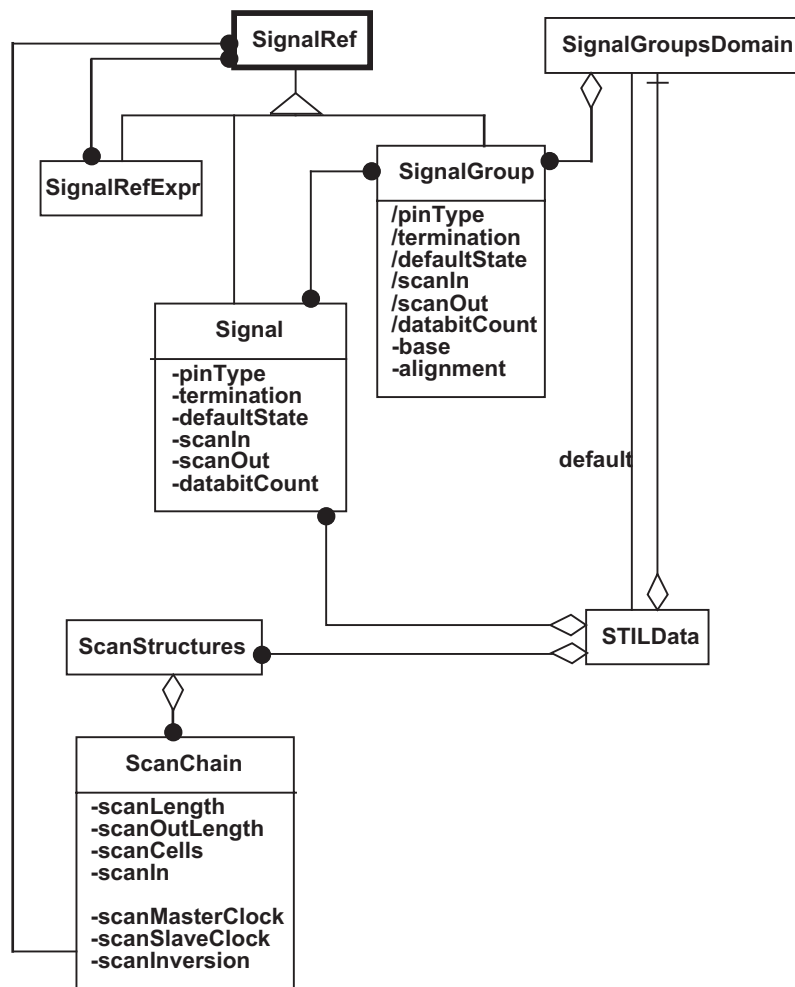 SignalRef
SignalGroupsDomain
SignalRefExpr
SignalGroup
/pinType
/termination
/defaultState
/scanIn
/scanOut
/databitCount
-base
-alignment
Signal
-pinType
-termination
-defaultState
-scanIn
-scanOut
-databitCount
default
STILData
ScanStructures
ScanChain
-scanLength
-scanOutLength
-scanCells
-scanIn
-scanMasterClock
-scanSlaveClock
-scanInversion